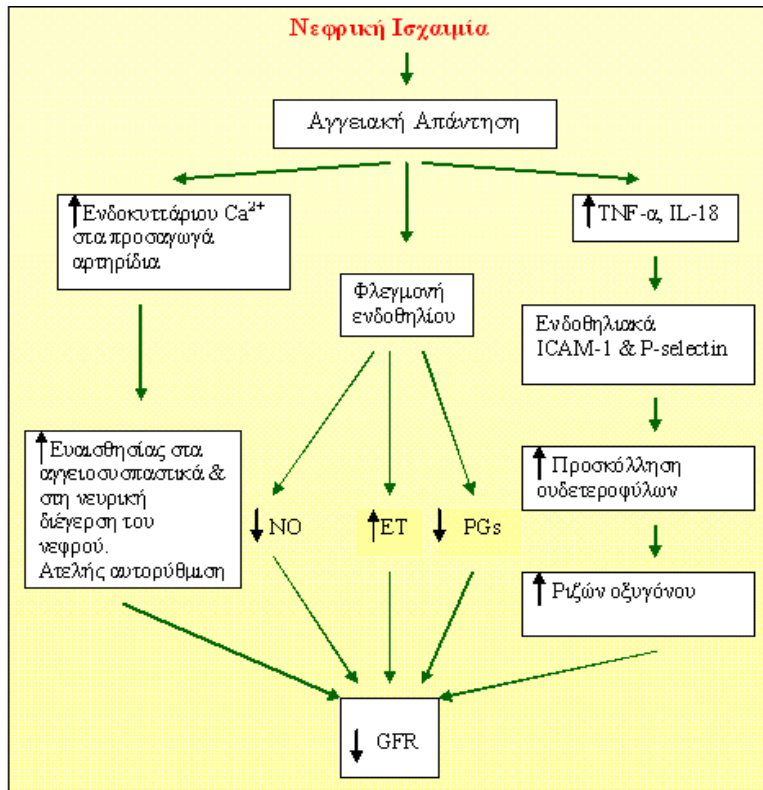 Νεφρική Ισχαιμία
Αγγειακή Απάντηση
↑Ενδοκυττάριου Ca²⁺
στα προσαγωγά
αρτηρίδια
↑TNF-α, IL-18
Φλεγμονή
ενδοθηλίου
Ενδοθηλιακά
ICAM-1 & P-selectin
↑Ευαισθησίας στα
αγγειοσυσπαστικά &
στη νευρική
διέγερση του
νεφρού.
Ατελής αυτορύθμιση
↑ Προσκόλληση
ουδετεροφύλων
↓ NO
↑ET
↓ PGs
↑ Ριζών οξυγόνου
↓ GFR